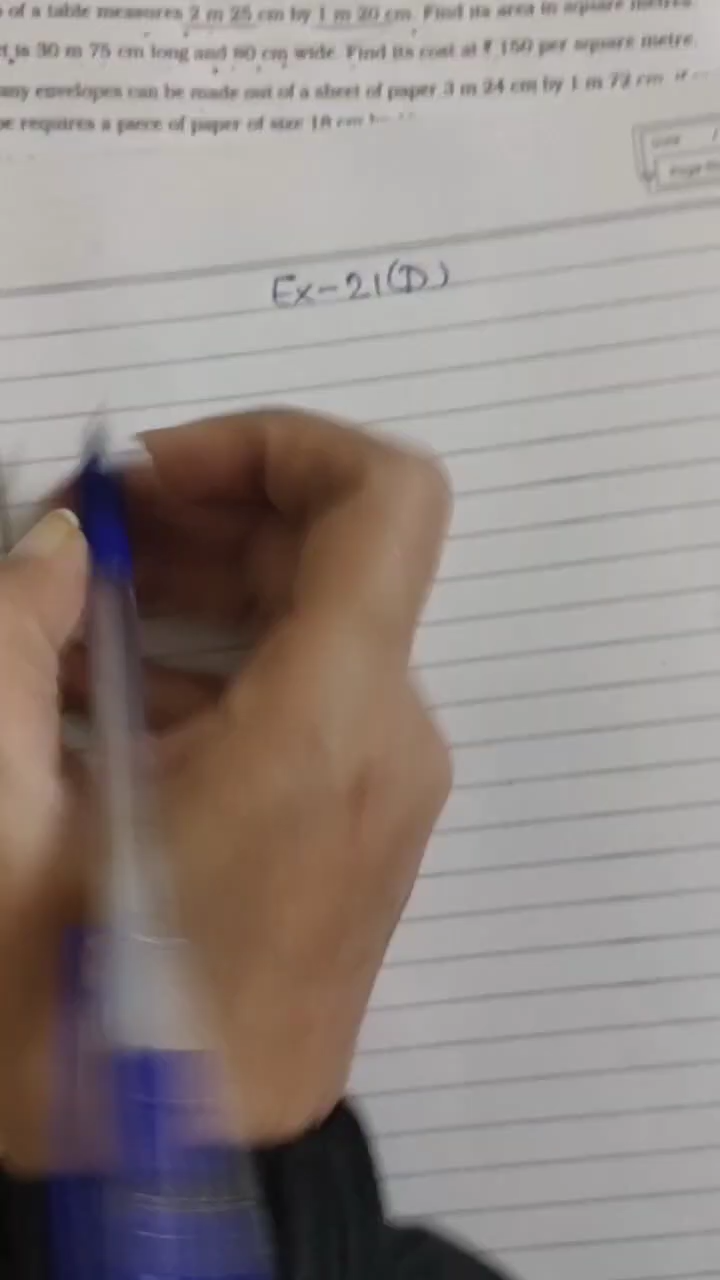 of a table measures 2 m 25 cm by 1 m 20 cm. Find its area in square metres
is 30 m 75 cm long and 80 cm wide. Find its cost at ₹ 150 per square metre.
any envelopes can be made out of a sheet of paper 3 m 24 cm by 1 m 72 cm, if
requires a piece of paper of size 18 cm
Ex-21(D)